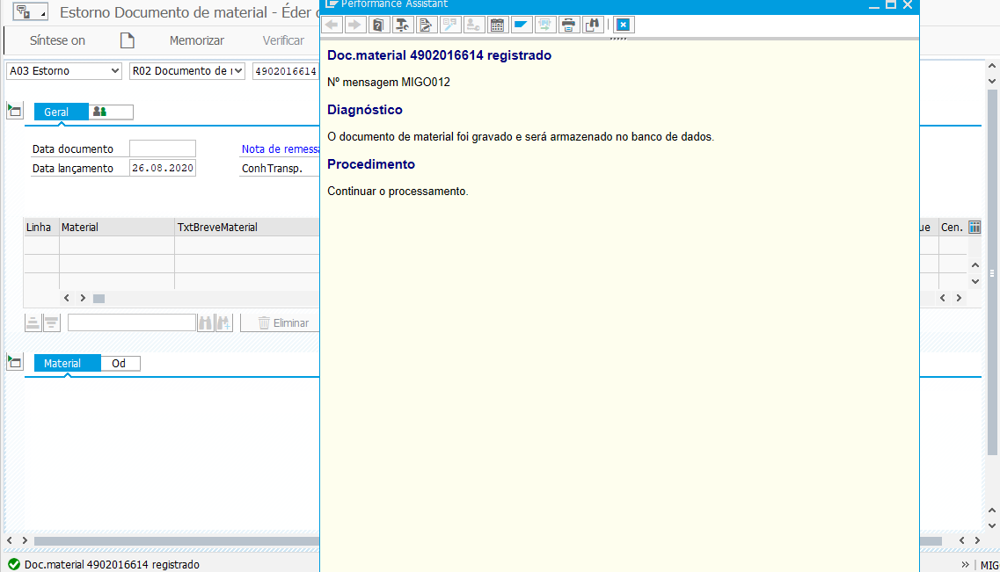 Estorno Documento de material - Éder
Performance Assistant
Síntese on
Memorizar
Verificar
A03 Estorno
R02 Documento de
4902016614
Geral
Data documento
Nota de remessa
Data lançamento
26.08.2020
ConhTransp.
Linha
Material
TxtBreveMaterial
ue
Cen.
Eliminar
Material
Od
Doc.material 4902016614 registrado
Nº mensagem MIGO012
Diagnóstico
O documento de material foi gravado e será armazenado no banco de dados.
Procedimento
Continuar o processamento.
Doc.material 4902016614 registrado
MIG